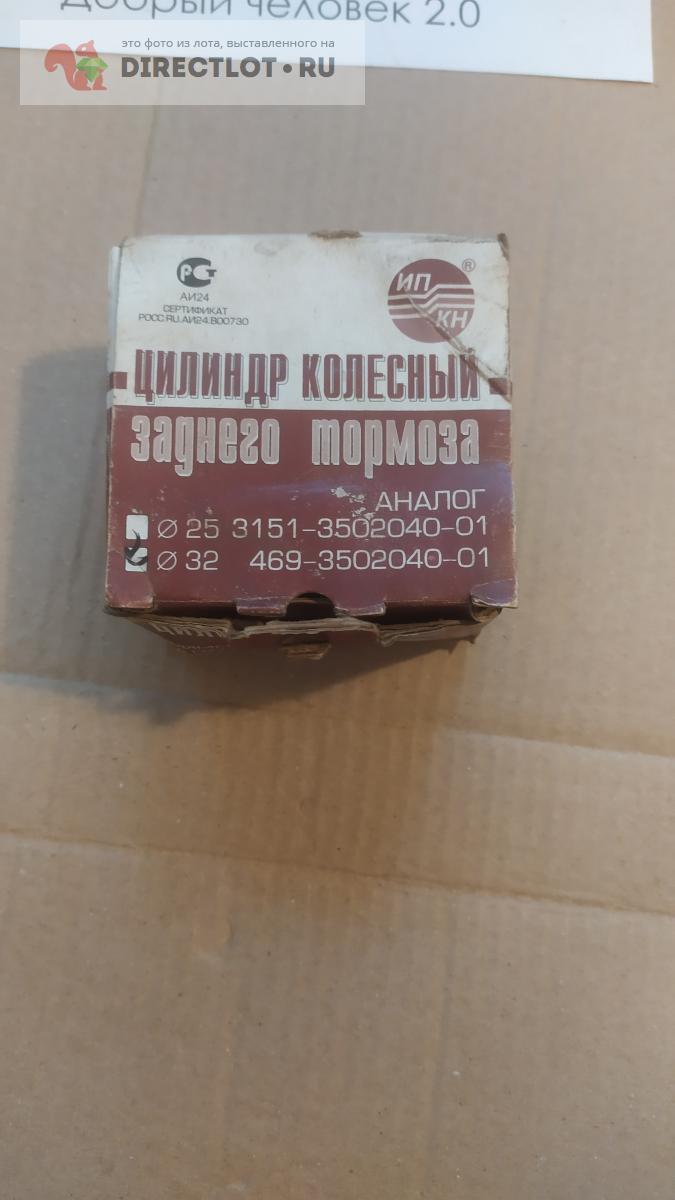 Добрый человек 2.0
это фото из лота, выставленного на
DIRECTLOT.RU
РСТ
АИ24
СЕРТИФИКАТ
РОСС.RU.АИ24.В00730
ИП
КН
®
ЦИЛИНДР КОЛЕСНЫЙ
заднего тормоза
АНАЛОГ
Ø 25 3151-3502040-01
Ø 32 469-3502040-01